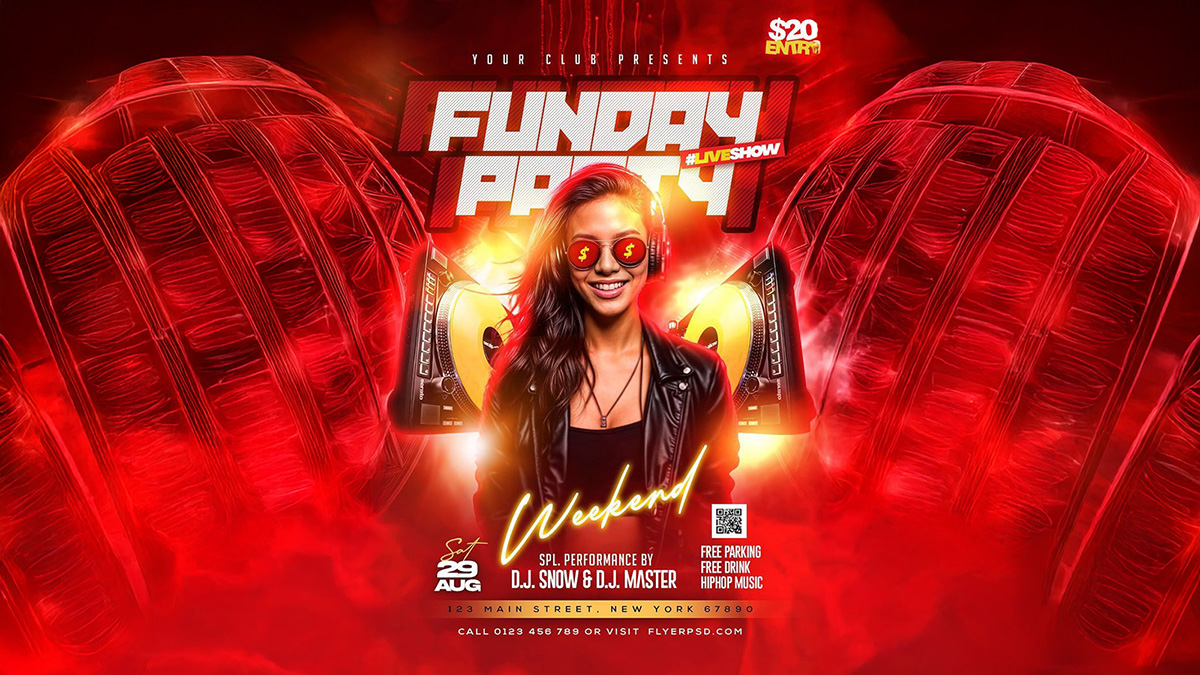 $20
ENTRY
YOUR CLUB PRESENTS
FUNDAY
#LIVESHOW
PARTY
$ $
Weekend
Sat
29
AUG
SPL. PERFORMANCE BY
D.J. SNOW & D.J. MASTER
FREE PARKING
FREE DRINK
HIPHOP MUSIC
123 MAIN STREET, NEW YORK 67890
CALL 0123 456 789 OR VISIT FLYERPSD.COM